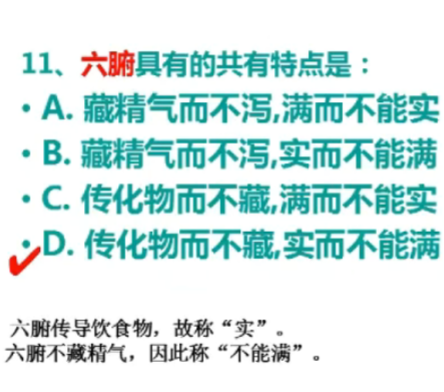 11、六腑具有的共有特点是：
• A. 藏精气而不泻,满而不能实
• B. 藏精气而不泻,实而不能满
• C. 传化物而不藏,满而不能实
• D. 传化物而不藏,实而不能满
六腑传导饮食物，故称“实”。
六腑不藏精气，因此称“不能满”。